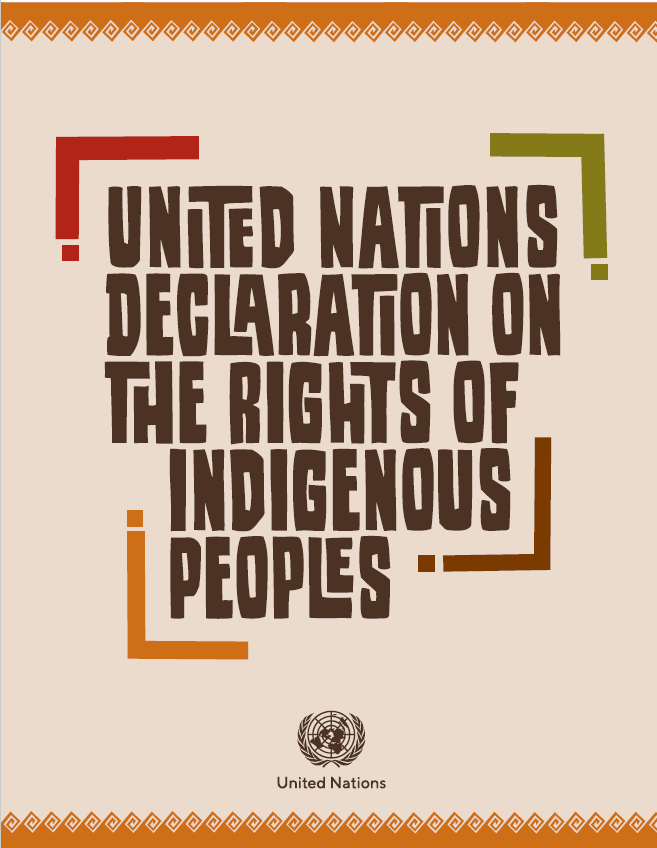 UNITED NATIONS
DECLARATION ON
THE RIGHTS OF
INDIGENOUS
PEOPLES
United Nations